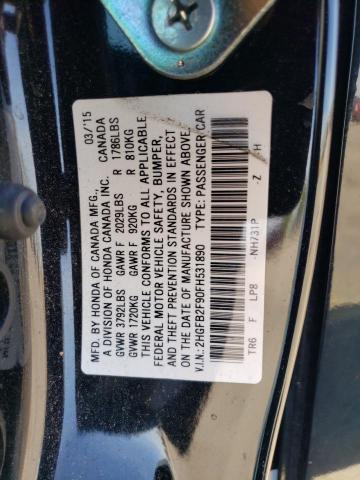 MFD. BY HONDA OF CANADA MFG., 03/'15
A DIVISION OF HONDA CANADA INC. CANADA
GVWR 3792LBS GAWR F 2029LBS R 1786LBS
GVWR 1720KG GAWR F 920KG R 810KG
THIS VEHICLE CONFORMS TO ALL APPLICABLE
FEDERAL MOTOR VEHICLE SAFETY, BUMPER,
AND THEFT PREVENTION STANDARDS IN EFFECT
ON THE DATE OF MANUFACTURE SHOWN ABOVE.
V.I.N.: 2HGFB2F90FH531890 TYPE: PASSENGER CAR
TR6 F LP8 -NH731P -Z H